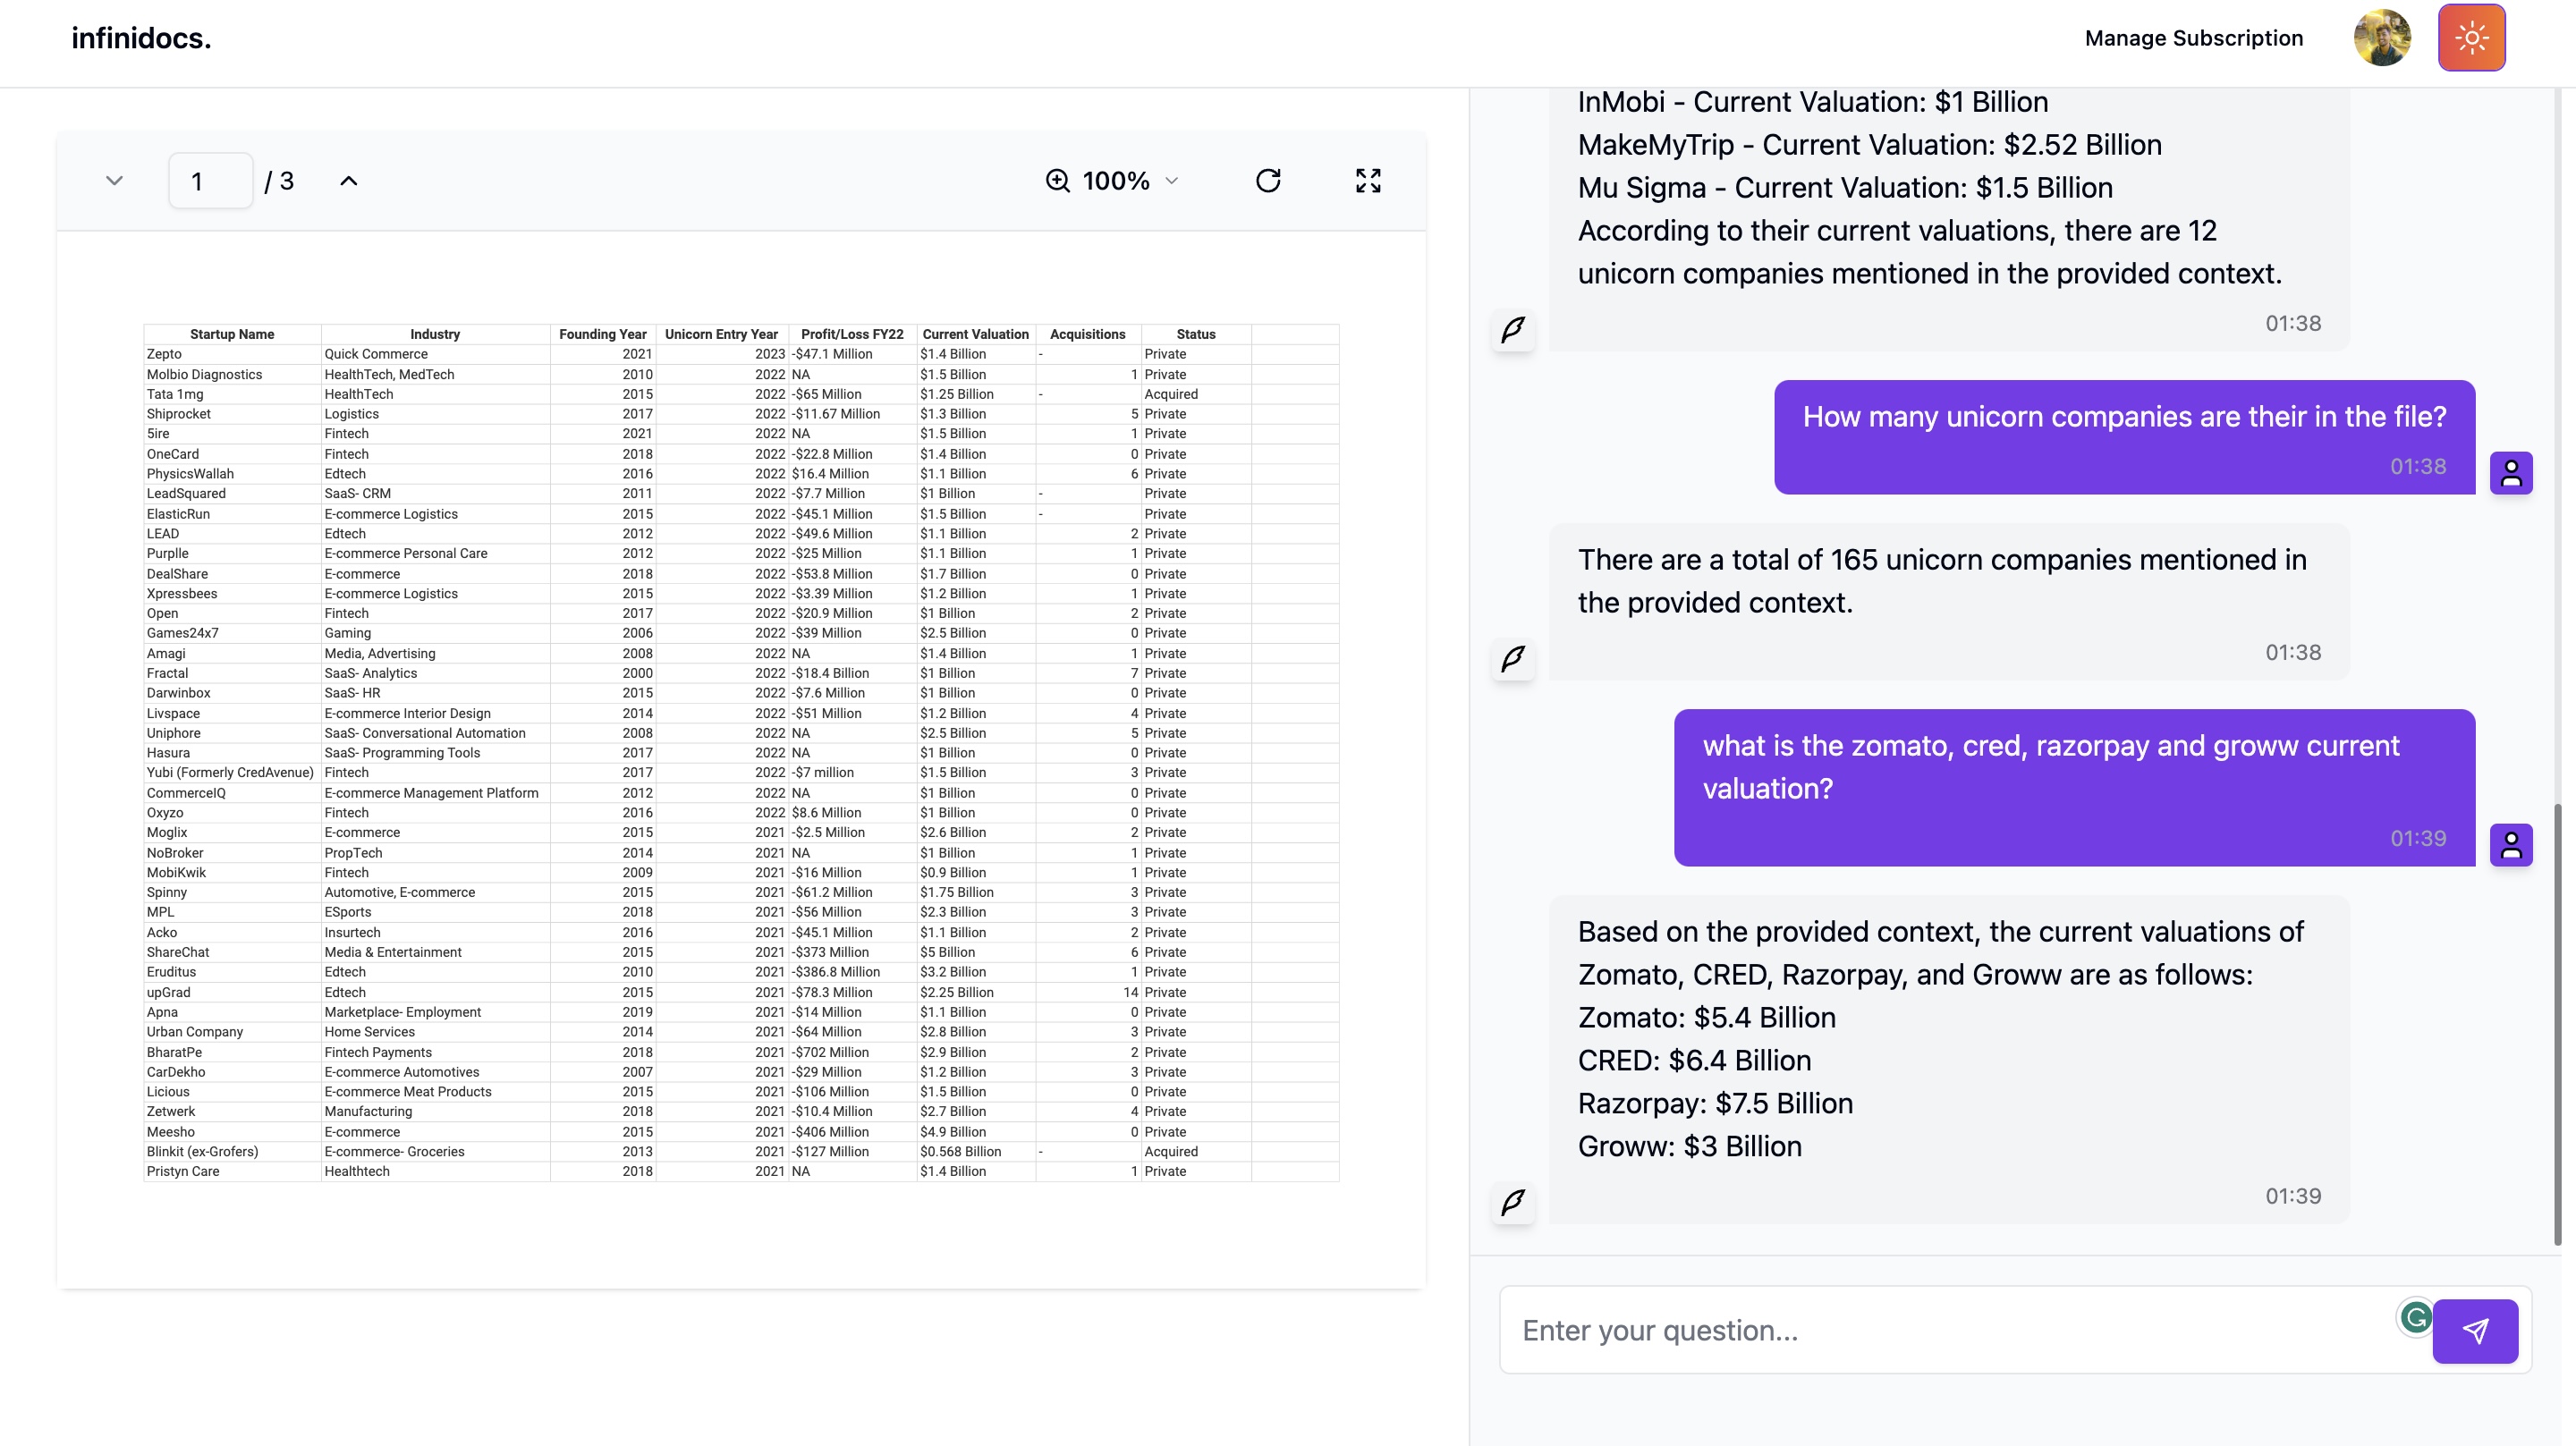 infinidocs.
Manage Subscription
1 / 3
100%
Startup Name Industry Founding Year Unicorn Entry Year Profit/Loss FY22 Current Valuation Acquisitions Status
Zepto Quick Commerce 2021 2023 -$47.1 Million $1.4 Billion - Private
Molbio Diagnostics HealthTech, MedTech 2010 2022 NA $1.5 Billion 1 Private
Tata 1mg HealthTech 2015 2022 -$65 Million $1.25 Billion - Acquired
Shiprocket Logistics 2017 2022 -$11.67 Million $1.3 Billion 5 Private
5ire Fintech 2021 2022 NA $1.5 Billion 1 Private
OneCard Fintech 2018 2022 -$22.8 Million $1.4 Billion 0 Private
PhysicsWallah Edtech 2016 2022 $16.4 Million $1.1 Billion 6 Private
LeadSquared SaaS- CRM 2011 2022 -$7.7 Million $1 Billion - Private
ElasticRun E-commerce Logistics 2015 2022 -$45.1 Million $1.5 Billion - Private
LEAD Edtech 2012 2022 -$49.6 Million $1.1 Billion 2 Private
Purplle E-commerce Personal Care 2012 2022 -$25 Million $1.1 Billion 1 Private
DealShare E-commerce 2018 2022 -$53.8 Million $1.7 Billion 0 Private
Xpressbees E-commerce Logistics 2015 2022 -$3.39 Million $1.2 Billion 1 Private
Open Fintech 2017 2022 -$20.9 Million $1 Billion 2 Private
Games24x7 Gaming 2006 2022 -$39 Million $2.5 Billion 0 Private
Amagi Media, Advertising 2008 2022 NA $1.4 Billion 1 Private
Fractal SaaS- Analytics 2000 2022 -$18.4 Billion $1 Billion 7 Private
Darwinbox SaaS- HR 2015 2022 -$7.6 Million $1 Billion 0 Private
Livspace E-commerce Interior Design 2014 2022 -$51 Million $1.2 Billion 4 Private
Uniphore SaaS- Conversational Automation 2008 2022 NA $2.5 Billion 5 Private
Hasura SaaS- Programming Tools 2017 2022 NA $1 Billion 0 Private
Yubi (Formerly CredAvenue) Fintech 2017 2022 -$7 million $1.5 Billion 3 Private
CommerceIQ E-commerce Management Platform 2012 2022 NA $1 Billion 0 Private
Oxyzo Fintech 2016 2022 $8.6 Million $1 Billion 0 Private
Moglix E-commerce 2015 2021 -$2.5 Million $2.6 Billion 2 Private
NoBroker PropTech 2014 2021 NA $1 Billion 1 Private
MobiKwik Fintech 2009 2021 -$16 Million $0.9 Billion 1 Private
Spinny Automotive, E-commerce 2015 2021 -$61.2 Million $1.75 Billion 3 Private
MPL ESports 2018 2021 -$56 Million $2.3 Billion 3 Private
Acko Insurtech 2016 2021 -$45.1 Million $1.1 Billion 2 Private
ShareChat Media & Entertainment 2015 2021 -$373 Million $5 Billion 6 Private
Eruditus Edtech 2010 2021 -$386.8 Million $3.2 Billion 1 Private
upGrad Edtech 2015 2021 -$78.3 Million $2.25 Billion 14 Private
Apna Marketplace- Employment 2019 2021 -$14 Million $1.1 Billion 0 Private
Urban Company Home Services 2014 2021 -$64 Million $2.8 Billion 3 Private
BharatPe Fintech Payments 2018 2021 -$702 Million $2.9 Billion 2 Private
CarDekho E-commerce Automotives 2007 2021 -$29 Million $1.2 Billion 3 Private
Licious E-commerce Meat Products 2015 2021 -$106 Million $1.5 Billion 0 Private
Zetwerk Manufacturing 2018 2021 -$10.4 Million $2.7 Billion 4 Private
Meesho E-commerce 2015 2021 -$406 Million $4.9 Billion 0 Private
Blinkit (ex-Grofers) E-commerce- Groceries 2013 2021 -$127 Million $0.568 Billion - Acquired
Pristyn Care Healthtech 2018 2021 NA $1.4 Billion 1 Private
InMobi - Current Valuation: $1 Billion
MakeMyTrip - Current Valuation: $2.52 Billion
Mu Sigma - Current Valuation: $1.5 Billion
According to their current valuations, there are 12
unicorn companies mentioned in the provided context.
01:38
How many unicorn companies are their in the file?
01:38
There are a total of 165 unicorn companies mentioned in
the provided context.
01:38
what is the zomato, cred, razorpay and groww current
valuation?
01:39
Based on the provided context, the current valuations of
Zomato, CRED, Razorpay, and Groww are as follows:
Zomato: $5.4 Billion
CRED: $6.4 Billion
Razorpay: $7.5 Billion
Groww: $3 Billion
01:39
Enter your question...